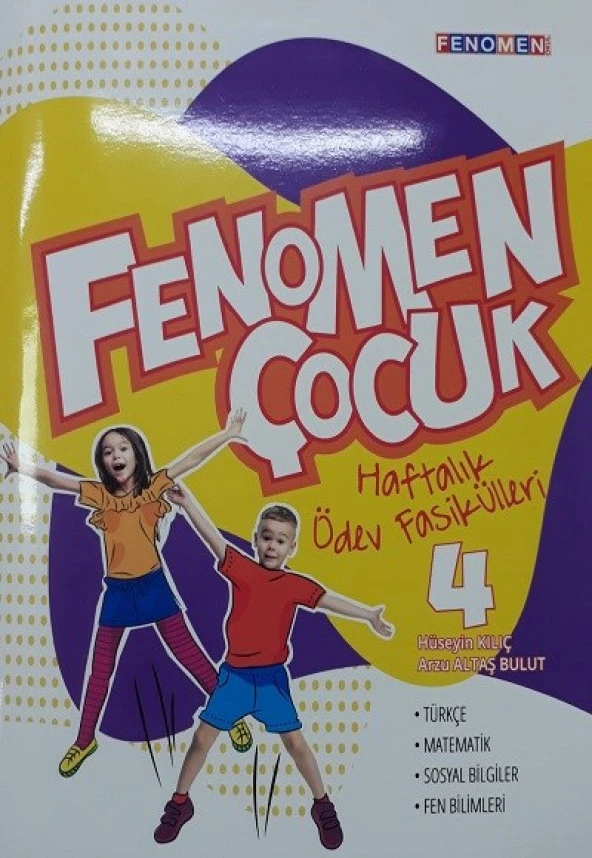 FENOMEN OKUL
FENOMEN
ÇOCUK
Haftalık
Ödev Fasikülleri
4
Hüseyin KILIÇ
Arzu ALTAŞ BULUT
• TÜRKÇE
• MATEMATİK
• SOSYAL BİLGİLER
• FEN BİLİMLERİ